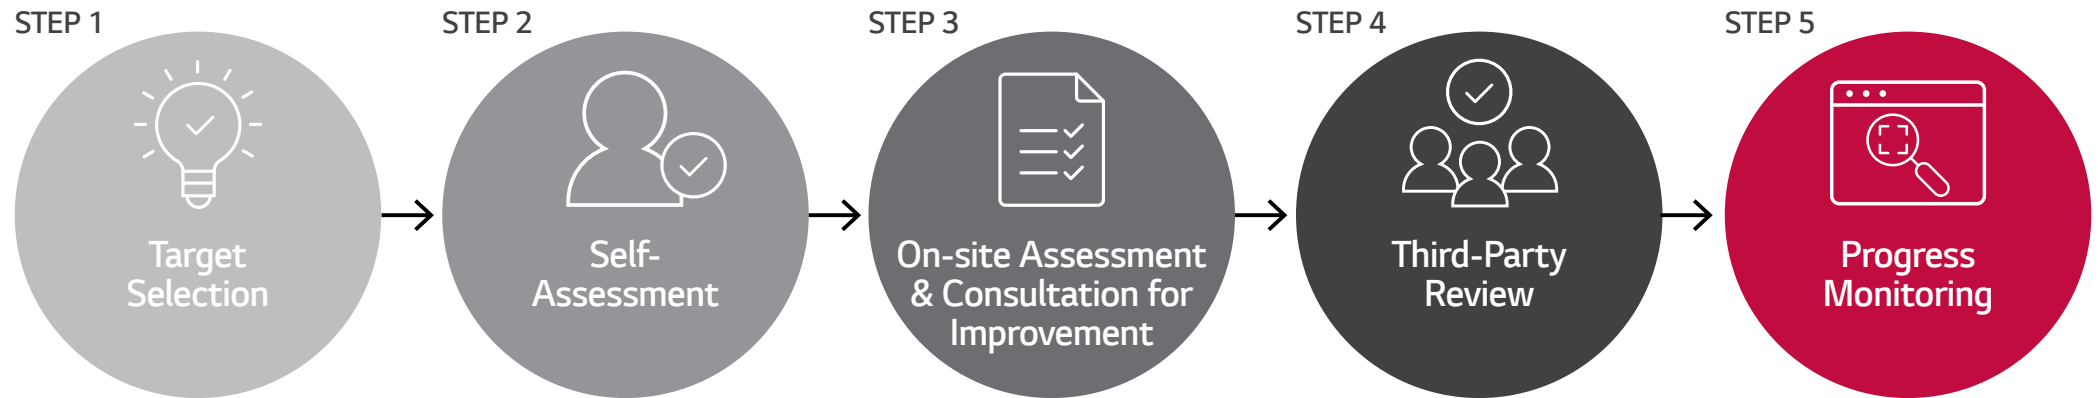 STEP 1
Target
Selection
STEP 2
Self-
Assessment
STEP 3
On-site Assessment
& Consultation for
Improvement
STEP 4
Third-Party
Review
STEP 5
Progress
Monitoring